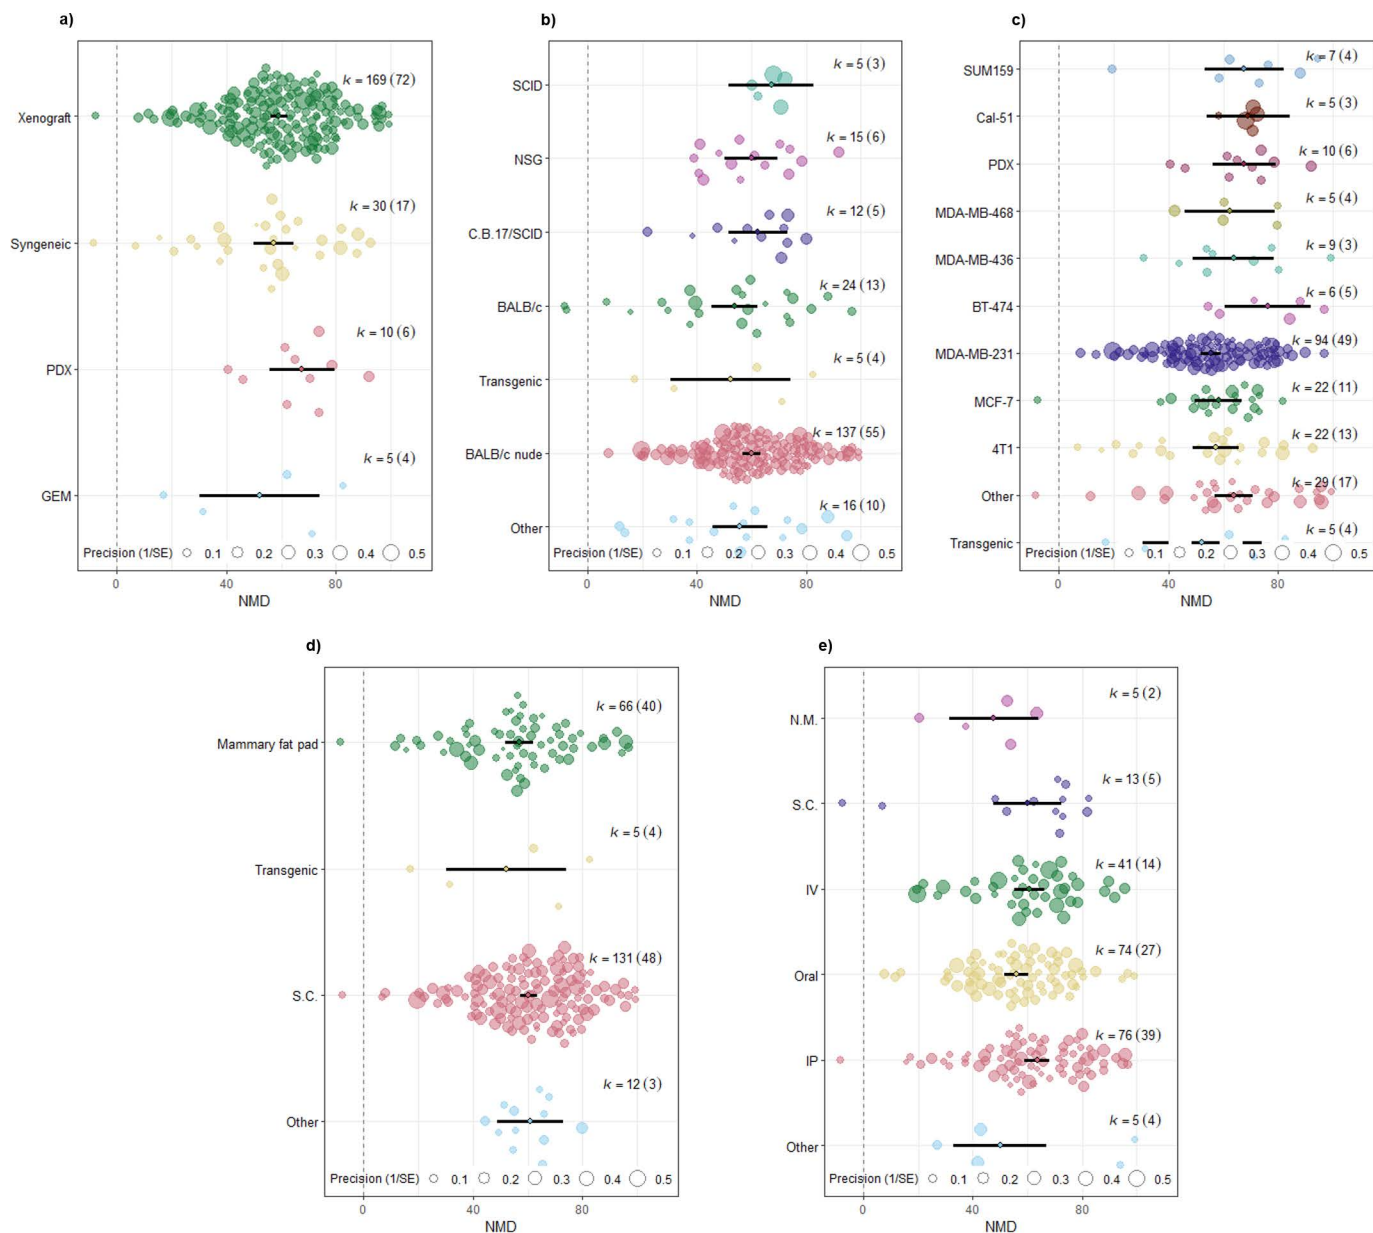 a)
k = 169 (72)
Xenograft
k = 30 (17)
Syngeneic
k = 10 (6)
PDX
k = 5 (4)
GEM
Precision (1/SE) 0.1 0.2 0.3 0.4 0.5
0 40 80
NMD
b)
k = 5 (3)
SCID
k = 15 (6)
NSG
k = 12 (5)
C.B.17/SCID
k = 24 (13)
BALB/c
k = 5 (4)
Transgenic
k = 137 (55)
BALB/c nude
k = 16 (10)
Other
Precision (1/SE) 0.1 0.2 0.3 0.4 0.5
0 40 80
NMD
c)
k = 7 (4)
SUM159
k = 5 (3)
Cal-51
k = 10 (6)
PDX
k = 5 (4)
MDA-MB-468
k = 9 (3)
MDA-MB-436
k = 6 (5)
BT-474
k = 94 (49)
MDA-MB-231
k = 22 (11)
MCF-7
k = 22 (13)
4T1
k = 29 (17)
Other
k = 5 (4)
Transgenic
Precision (1/SE) 0.1 0.2 0.3 0.4 0.5
0 40 80
NMD
d)
k = 66 (40)
Mammary fat pad
k = 5 (4)
Transgenic
k = 131 (48)
S.C.
k = 12 (3)
Other
Precision (1/SE) 0.1 0.2 0.3 0.4 0.5
0 40 80
NMD
e)
k = 5 (2)
N.M.
k = 13 (5)
S.C.
k = 41 (14)
IV
k = 74 (27)
Oral
k = 76 (39)
IP
k = 5 (4)
Other
Precision (1/SE) 0.1 0.2 0.3 0.4 0.5
0 40 80
NMD